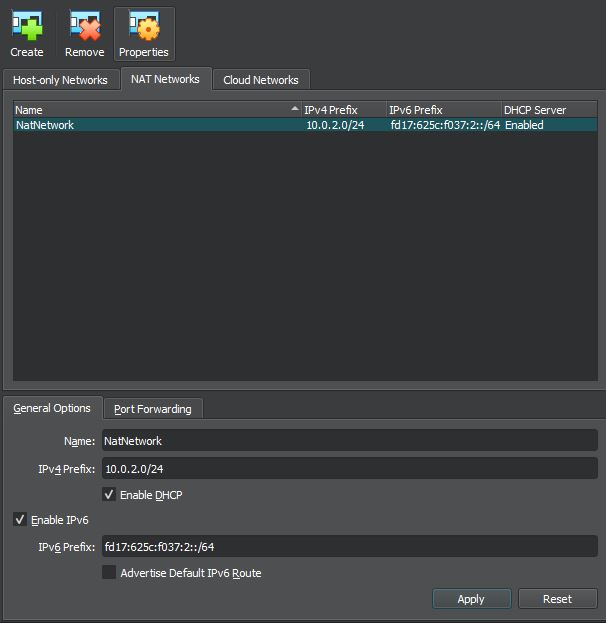 Create Remove Properties
Host-only Networks NAT Networks Cloud Networks
Name IPv4 Prefix IPv6 Prefix DHCP Server
NatNetwork 10.0.2.0/24 fd17:625c:f037:2::/64 Enabled
General Options Port Forwarding
Name: NatNetwork
IPv4 Prefix: 10.0.2.0/24
Enable DHCP
Enable IPv6
IPv6 Prefix: fd17:625c:f037:2::/64
Advertise Default IPv6 Route
Apply Reset